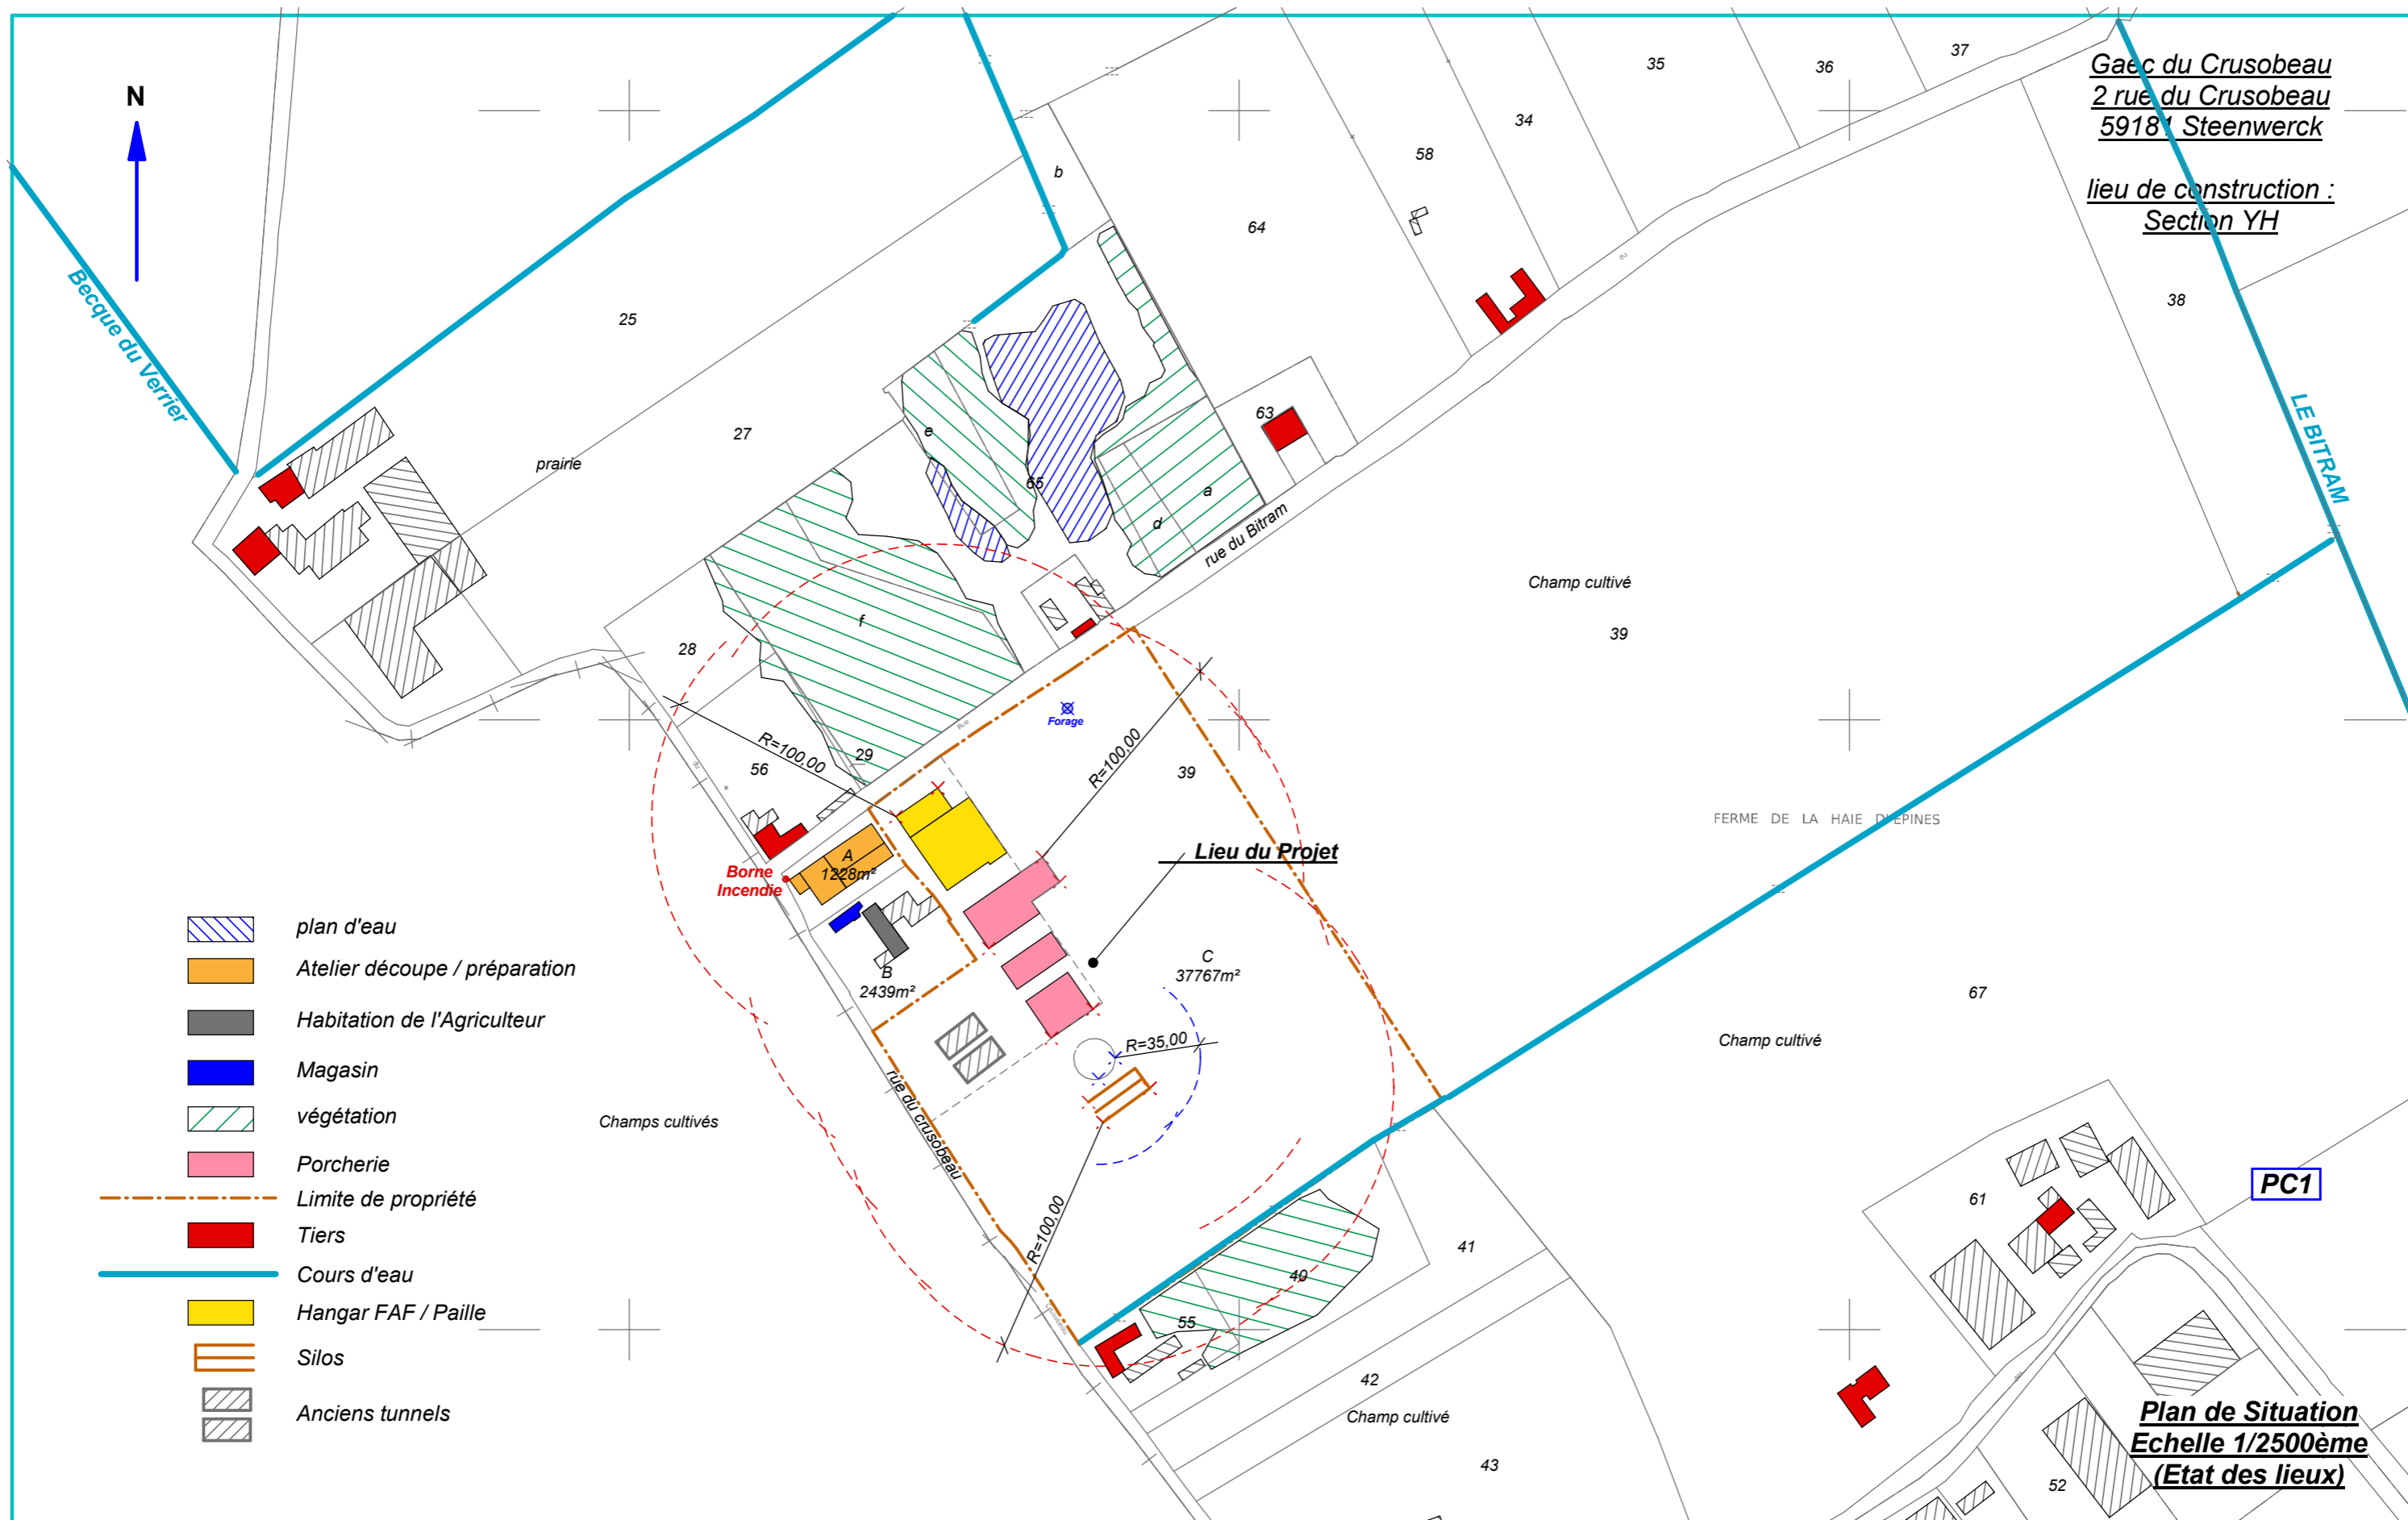 N
Gaec du Crusobeau
2 rue du Crusobeau
59181 Steenwerck
lieu de construction :
Section YH
35
36
37
34
58
b
64
38
25
Becque du Verrier
27
prairie
e
65
63
a
d
rue du Bitram
du
LE BITRAM
Champ cultivé
39
28
f
Forage
Rue
R=100,00
R=100,00
du
56
29
39
FERME DE LA HAIE D'EPINES
Lieu du Projet
A
1228m²
Borne
Incendie
B
2439m²
C
37767m²
R=35,00
67
Champ cultivé
rue du crusobeau
Champs cultivés
R=100,00
Crusobeau
plan d'eau
Atelier découpe / préparation
Habitation de l'Agriculteur
Magasin
végétation
Porcherie
Limite de propriété
Tiers
Cours d'eau
Hangar FAF / Paille
Silos
Anciens tunnels
61
PC1
41
40
55
42
Champ cultivé
43
52
Plan de Situation
Echelle 1/2500ème
(Etat des lieux)